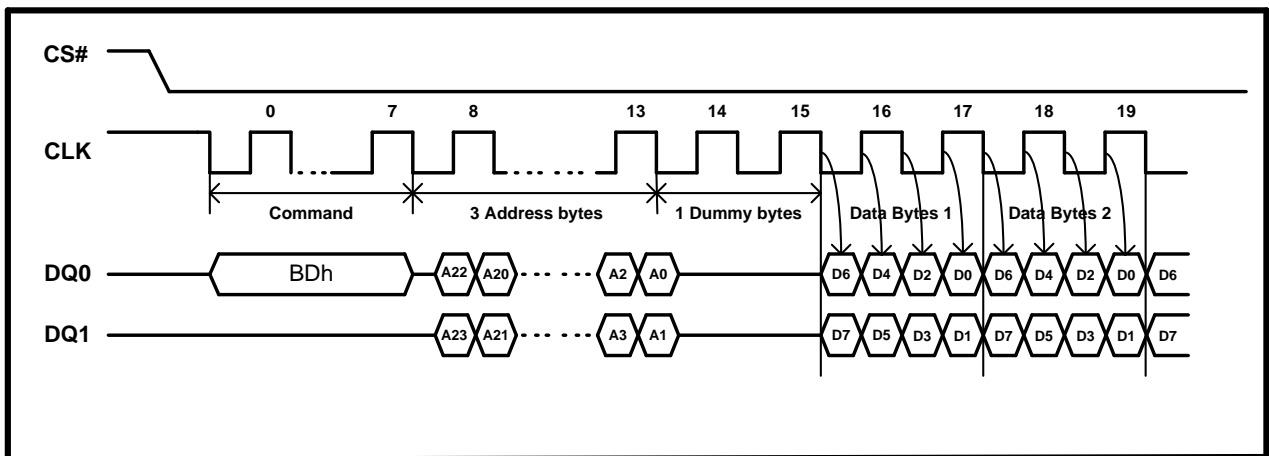 CS#
0 7 8 13 14 15 16 17 18 19
CLK
Command 3 Address bytes 1 Dummy bytes Data Bytes 1 Data Bytes 2
DQ0 BDh A22 A20 A2 A0 D6 D4 D2 D0 D6 D4 D2 D0 D6
DQ1 A23 A21 A3 A1 D7 D5 D3 D1 D7 D5 D3 D1 D7